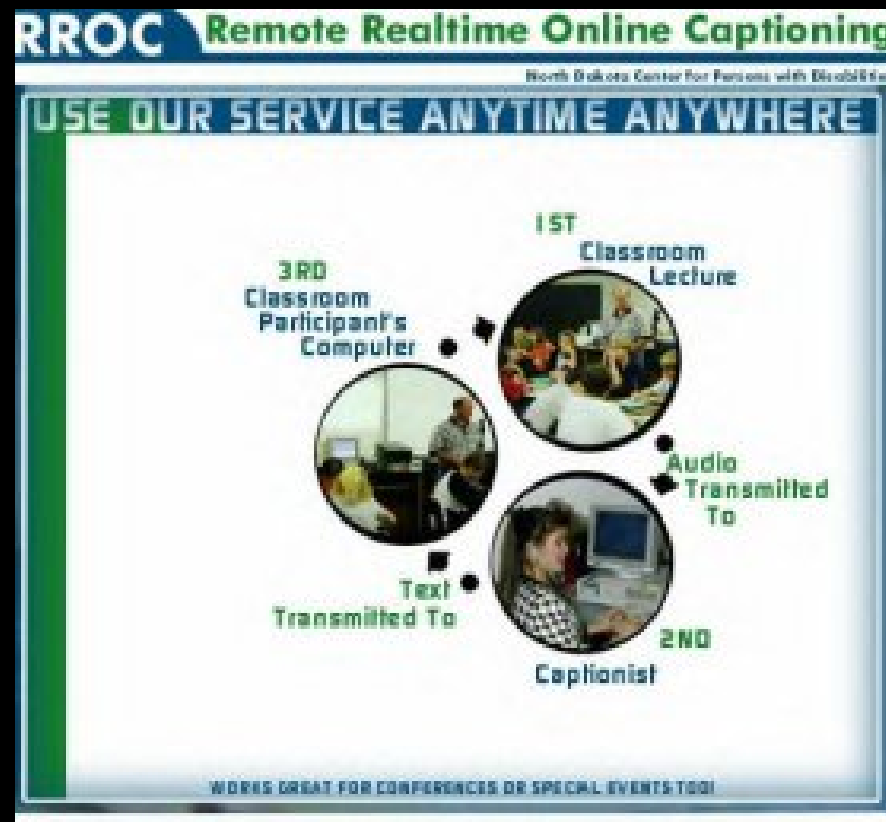 RROC Remote Realtime Online Captioning
North Dakota Center for Persons with Disabilitie
USE OUR SERVICE ANYTIME ANYWHERE
1ST
Classroom
Lecture
Audio
Transmitted
To
2ND
Captionist
Text
Transmitted To
3RD
Classroom
Participant's
Computer
WORKS GREAT FOR CONFERENCES OR SPECIAL EVENTS TOO!